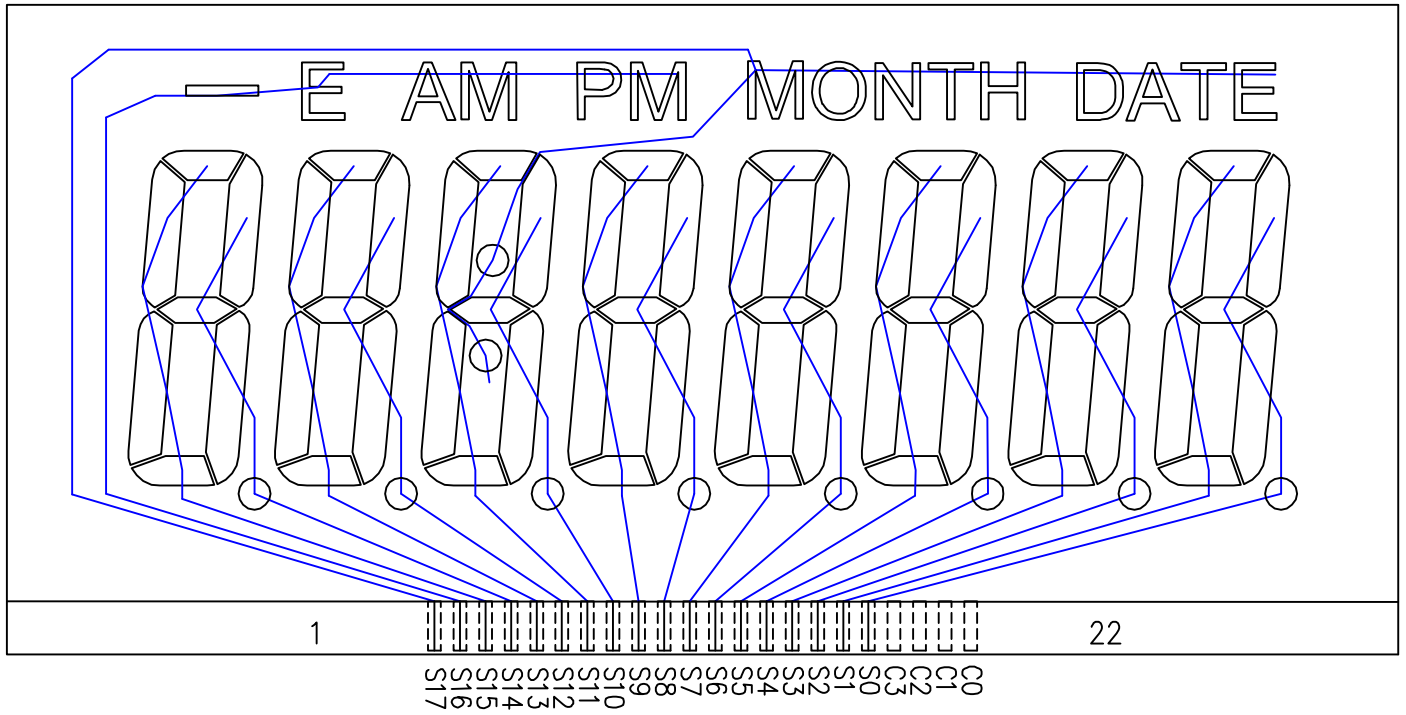 — E AM PM MONTH DATE
1 22
S17 S16 S15 S14 S13 S12 S11 S10 S9 S8 S7 S6 S5 S4 S3 S2 S1 S0 C3 C2 C1 C0